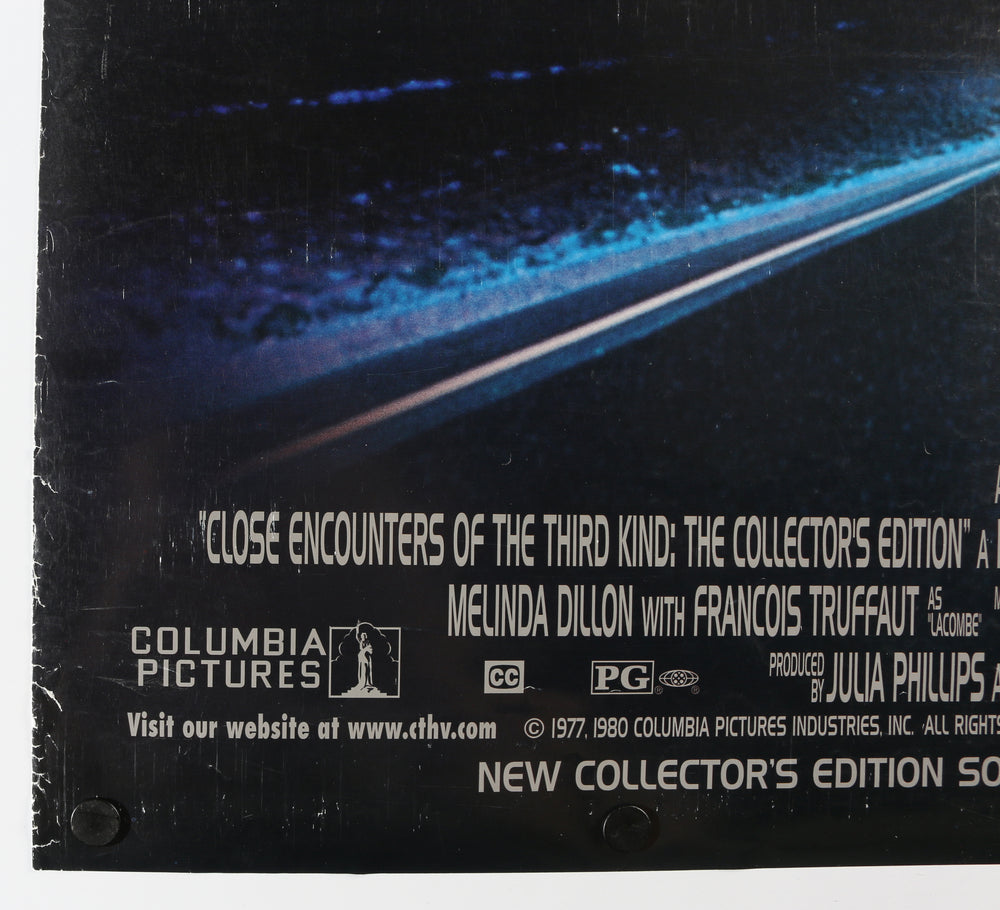 "CLOSE ENCOUNTERS OF THE THIRD KIND: THE COLLECTOR'S EDITION" A
MELINDA DILLON WITH FRANCOIS TRUFFAUT AS "LACOMBE"
COLUMBIA
PICTURES
CC
PG
PRODUCED BY JULIA PHILLIPS
Visit our website at www.cthv.com
© 1977, 1980 COLUMBIA PICTURES INDUSTRIES, INC. ALL RIGHTS
NEW COLLECTOR'S EDITION SO